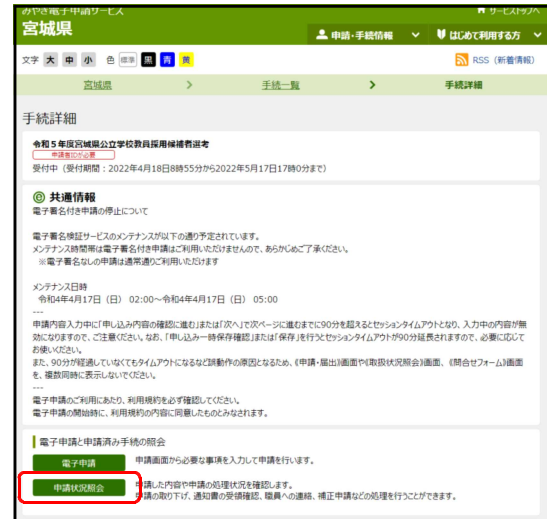 みやぎ電子申請サービス
サービストップへ
宮城県
申請・手続情報
はじめて利用する方
文字 大 中 小 色 標準 黒 青 黄
RSS（新着情報）
宮城県 > 手続一覧 > 手続詳細
手続詳細
令和5年度宮城県公立学校教員採用候補者選考
申請者IDが必要
受付中（受付期間：2022年4月18日8時55分から2022年5月17日17時0分まで）
共通情報
電子署名付き申請の停止について
電子署名検証サービスのメンテナンスが以下の通り予定されています。
メンテナンス時間帯は電子署名付き申請はご利用いただけませんので、あらかじめご了承ください。
※電子署名なしの申請は通常通りご利用いただけます
メンテナンス日時
令和4年4月17日（日） 02:00～令和4年4月17日（日） 05:00
---
申請内容入力中に「申し込み内容の確認に進む」または「次へ」で次ページに進むまでに90分を超えるとセッションタイムアウトとなり、入力中の内容が無
効になりますので、ご注意ください。なお、「申し込み一時保存確認」または「保存」を行うとセッションタイムアウトが90分延長されますので、必要に応じて
お使いください。
また、90分が経過していなくてもタイムアウトになるなど誤動作の原因となるため、《申請・届出》画面や《取扱状況照会》画面、《問合せフォーム》画面
を、複数同時に表示しないでください。
---
電子申請のご利用にあたり、利用規約を必ず確認してください。
電子申請の開始時に、利用規約の内容に同意したものとみなされます。
電子申請と申請済み手続の照会
電子申請
申請画面から必要な事項を入力して申請を行います。
申請状況照会
申請した内容や申請の処理状況を確認します。
申請の取り下げ、通知書の受領確認、職員への連絡、補正申請などの処理を行うことができます。